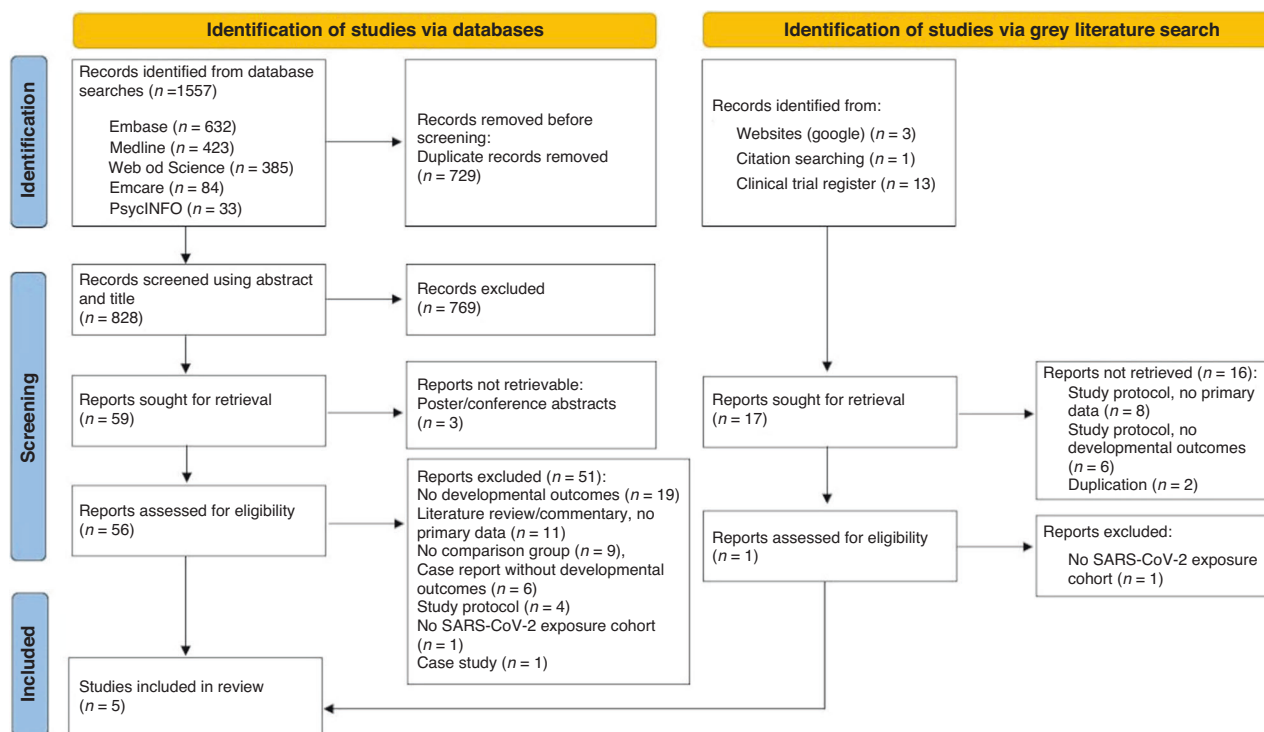 Identification of studies via databases
Identification of studies via grey literature search
Identification
Records identified from database
searches (n =1557)
Embase (n = 632)
Medline (n = 423)
Web od Science (n = 385)
Emcare (n = 84)
PsycINFO (n = 33)
Records removed before
screening:
Duplicate records removed
(n = 729)
Records identified from:
Websites (google) (n = 3)
Citation searching (n = 1)
Clinical trial register (n = 13)
Screening
Records screened using abstract
and title
(n = 828)
Records excluded
(n = 769)
Reports sought for retrieval
(n = 59)
Reports not retrievable:
Poster/conference abstracts
(n = 3)
Reports sought for retrieval
(n = 17)
Reports not retrieved (n = 16):
Study protocol, no primary
data (n = 8)
Study protocol, no
developmental outcomes
(n = 6)
Duplication (n = 2)
Reports assessed for eligibility
(n = 56)
Reports excluded (n = 51):
No developmental outcomes (n = 19)
Literature review/commentary, no
primary data (n = 11)
No comparison group (n = 9),
Case report without developmental
outcomes (n = 6)
Study protocol (n = 4)
No SARS-CoV-2 exposure cohort
(n = 1)
Case study (n = 1)
Reports assessed for eligibility
(n = 1)
Reports excluded:
No SARS-CoV-2 exposure
cohort (n = 1)
Included
Studies included in review
(n = 5)